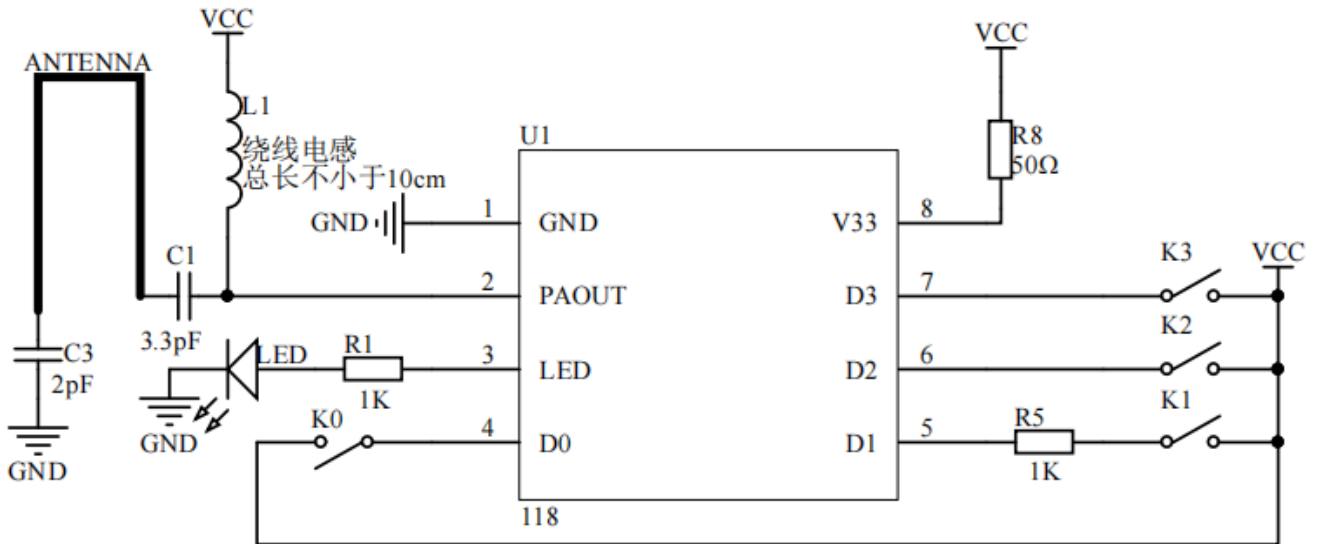 VCC
ANTENNA
VCC
L1
绕线电感
总长不小于10cm
U1
R8
50Ω
GND
1
GND
V33
8
C1
3.3pF
2
PAOUT
D3
7
K3
VCC
C3
2pF
GND
LED
GND
R1
1K
3
LED
D2
6
K2
K0
4
D0
D1
5
R5
1K
K1
118